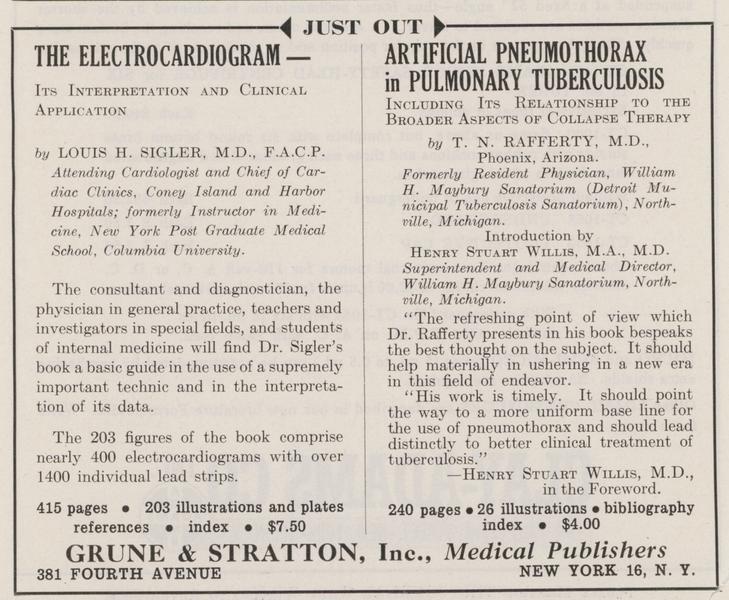 JUST OUT
THE ELECTROCARDIOGRAM —
ITS INTERPRETATION AND CLINICAL
APPLICATION
by LOUIS H. SIGLER, M.D., F.A.C.P.
Attending Cardiologist and Chief of Car-
diac Clinics, Coney Island and Harbor
Hospitals; formerly Instructor in Medi-
cine, New York Post Graduate Medical
School, Columbia University.
The consultant and diagnostician, the
physician in general practice, teachers and
investigators in special fields, and students
of internal medicine will find Dr. Sigler's
book a basic guide in the use of a supremely
important technic and in the interpreta-
tion of its data.
The 203 figures of the book comprise
nearly 400 electrocardiograms with over
1400 individual lead strips.
415 pages • 203 illustrations and plates
references • index • $7.50
ARTIFICIAL PNEUMOTHORAX
in PULMONARY TUBERCULOSIS
INCLUDING ITS RELATIONSHIP TO THE
BROADER ASPECTS OF COLLAPSE THERAPY
by T. N. RAFFERTY, M.D.,
Phoenix, Arizona.
Formerly Resident Physician, William
H. Maybury Sanatorium (Detroit Mu-
nicipal Tuberculosis Sanatorium), North-
ville, Michigan.
Introduction by
HENRY STUART WILLIS, M.A., M.D.
Superintendent and Medical Director,
William H. Maybury Sanatorium, North-
ville, Michigan.
"The refreshing point of view which
Dr. Rafferty presents in his book bespeaks
the best thought on the subject. It should
help materially in ushering in a new era
in this field of endeavor.
"His work is timely. It should point
the way to a more uniform base line for
the use of pneumothorax and should lead
distinctly to better clinical treatment of
tuberculosis."
—HENRY STUART WILLIS, M.D.,
in the Foreword.
240 pages • 26 illustrations • bibliography
index • $4.00
GRUNE & STRATTON, Inc., Medical Publishers
381 FOURTH AVENUE NEW YORK 16, N. Y.